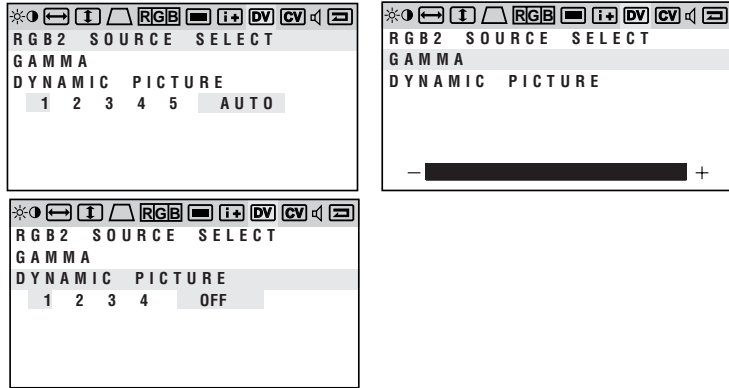 RGB i+ DV CV
RGB2 SOURCE SELECT
GAMMA
DYNAMIC PICTURE
1 2 3 4 5 AUTO
RGB i+ DV CV
RGB2 SOURCE SELECT
GAMMA
DYNAMIC PICTURE
− +
RGB i+ DV CV
RGB2 SOURCE SELECT
GAMMA
DYNAMIC PICTURE
1 2 3 4 OFF